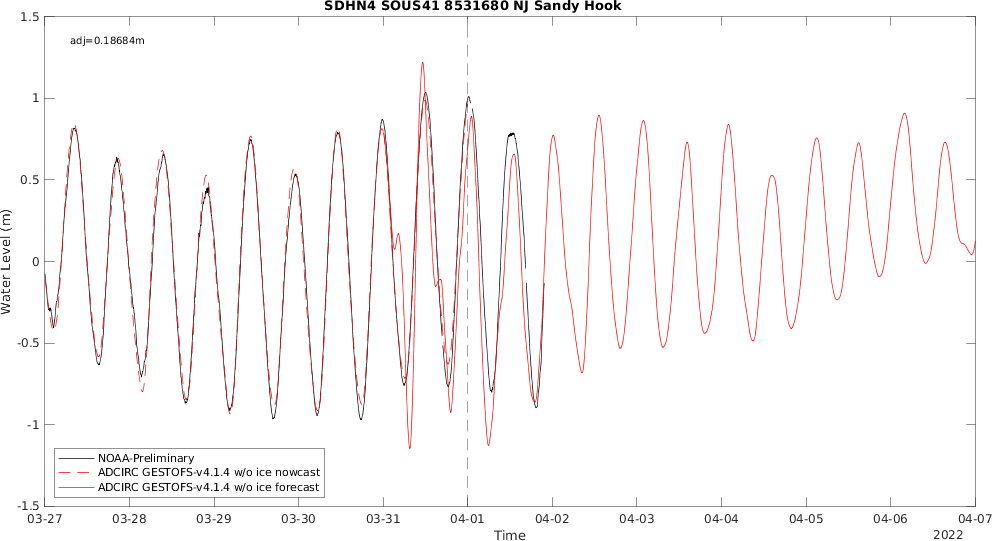 SDHN4 SOUS41 8531680 NJ Sandy Hook
adj=0.18684m
1.5
1
0.5
0
-0.5
-1
-1.5
Water Level (m)
NOAA-Preliminary
ADCIRC GESTOFS-v4.1.4 w/o ice nowcast
ADCIRC GESTOFS-v4.1.4 w/o ice forecast
03-27 03-28 03-29 03-30 03-31 04-01 04-02 04-03 04-04 04-05 04-06 04-07
Time
2022